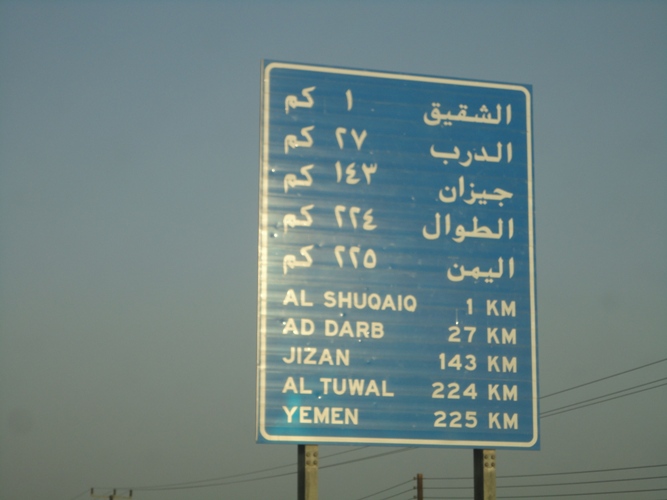 الشقيق ١ كم
الدرب ٢٧ كم
جيزان ١٤٣ كم
الطوال ٢٢٤ كم
اليمن ٢٢٥ كم
AL SHUQAIQ 1 KM
AD DARB 27 KM
JIZAN 143 KM
AL TUWAL 224 KM
YEMEN 225 KM